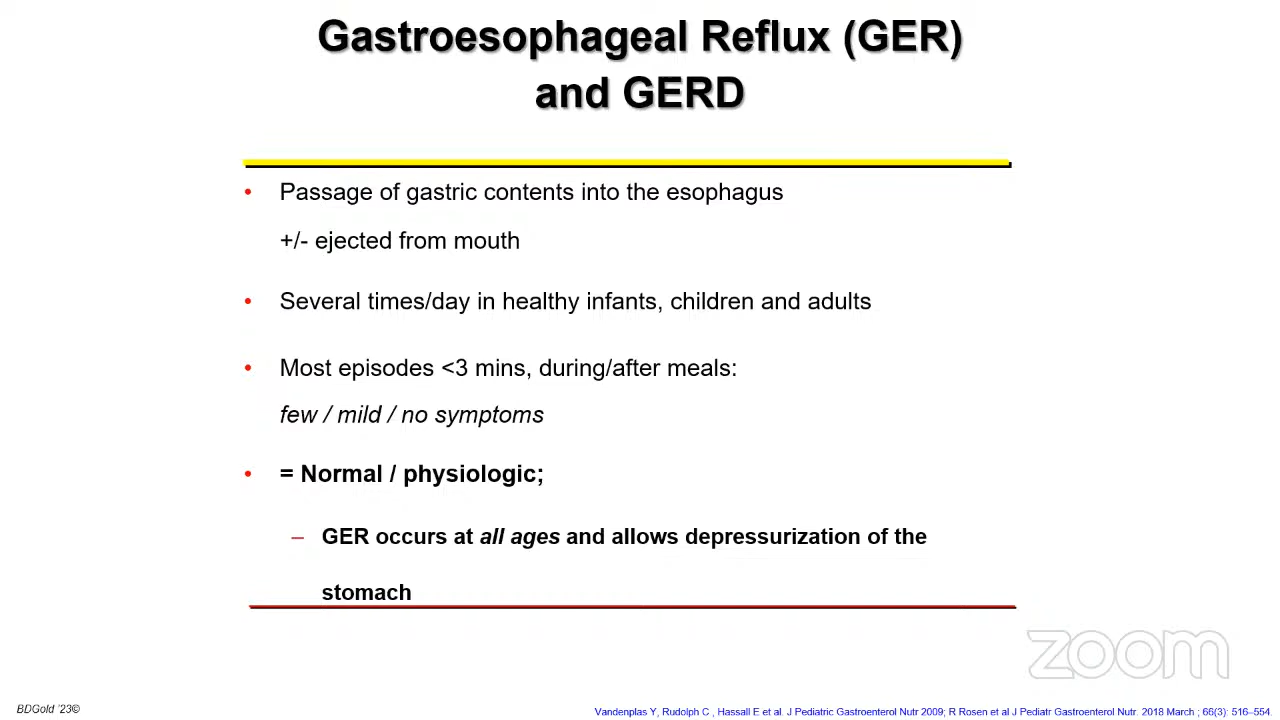 Gastroesophageal Reflux (GER)
and GERD
• Passage of gastric contents into the esophagus
+/- ejected from mouth
• Several times/day in healthy infants, children and adults
• Most episodes <3 mins, during/after meals:
few / mild / no symptoms
• = Normal / physiologic;
– GER occurs at all ages and allows depressurization of the
stomach
zoom
BDGold ’23©
Vandenplas Y, Rudolph C , Hassall E et al. J Pediatric Gastroenterol Nutr 2009; R Rosen et al J Pediatr Gastroenterol Nutr. 2018 March ; 66(3): 516–554.